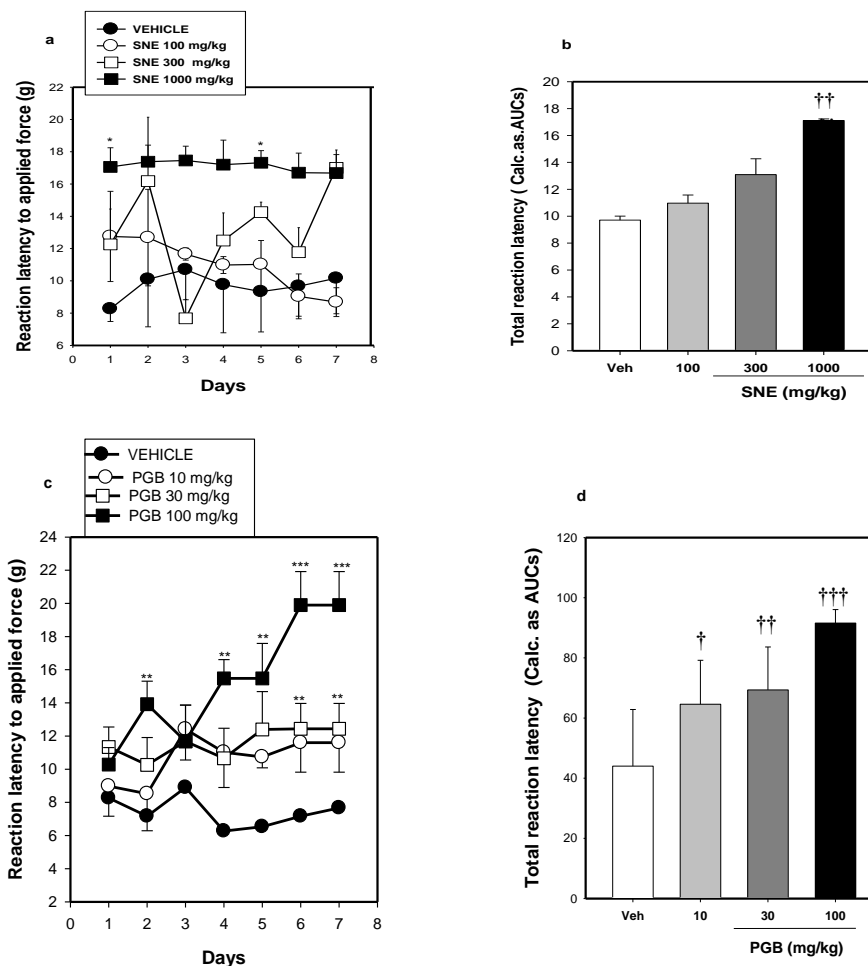 a
VEHICLE
SNE 100 mg/kg
SNE 300 mg/kg
SNE 1000 mg/kg
Reaction latency to applied force (g)
22
20
18
16
14
12
10
8
6
*
*
0 1 2 3 4 5 6 7 8
Days
b
Total reaction latency ( Calc.as.AUCs)
20
18
16
14
12
10
8
6
4
2
0
††
Veh 100 300 1000
SNE (mg/kg)
c
VEHICLE
PGB 10 mg/kg
PGB 30 mg/kg
PGB 100 mg/kg
Reaction latency to applied force (g)
24
22
20
18
16
14
12
10
8
6
4
2
*** ***
** ** **
** **
0 1 2 3 4 5 6 7 8
Days
d
Total reaction latency (Calc. as AUCs)
120
100
80
60
40
20
0
† †† †††
Veh 10 30 100
PGB (mg/kg)